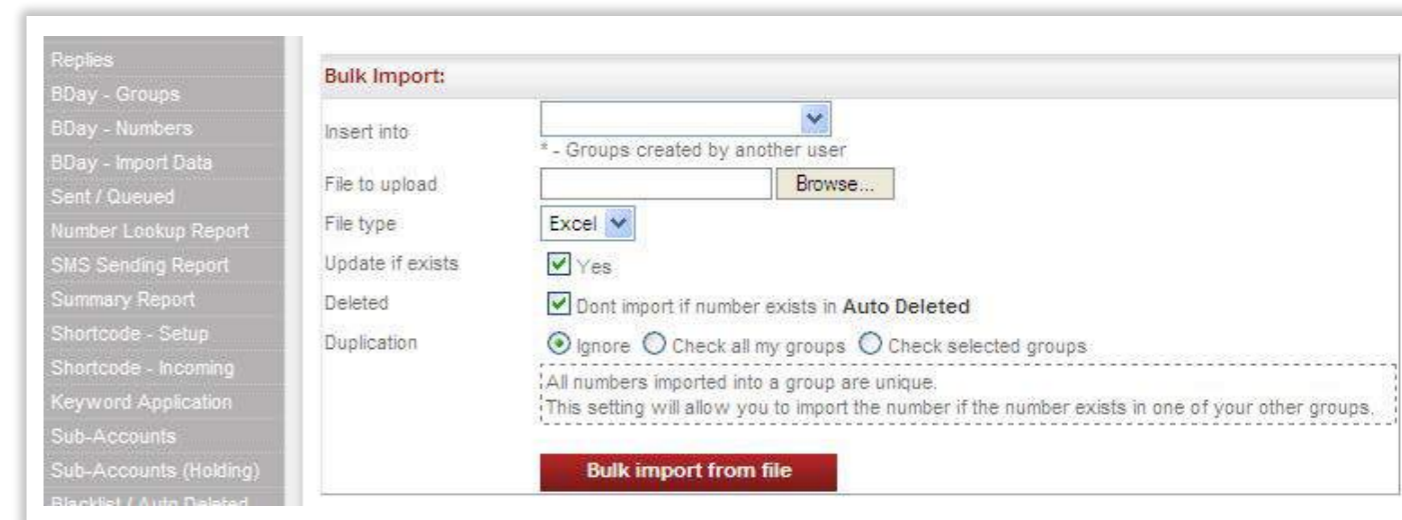 Replies
BDay - Groups
BDay - Numbers
BDay - Import Data
Sent / Queued
Number Lookup Report
SMS Sending Report
Summary Report
Shortcode - Setup
Shortcode - Incoming
Keyword Application
Sub-Accounts
Sub-Accounts (Holding)
Blacklist / Auto Deleted
Bulk Import:
Insert into
* - Groups created by another user
File to upload Browse...
File type Excel
Update if exists Yes
Deleted Dont import if number exists in Auto Deleted
Duplication Ignore Check all my groups Check selected groups
All numbers imported into a group are unique.
This setting will allow you to import the number if the number exists in one of your other groups.
Bulk import from file